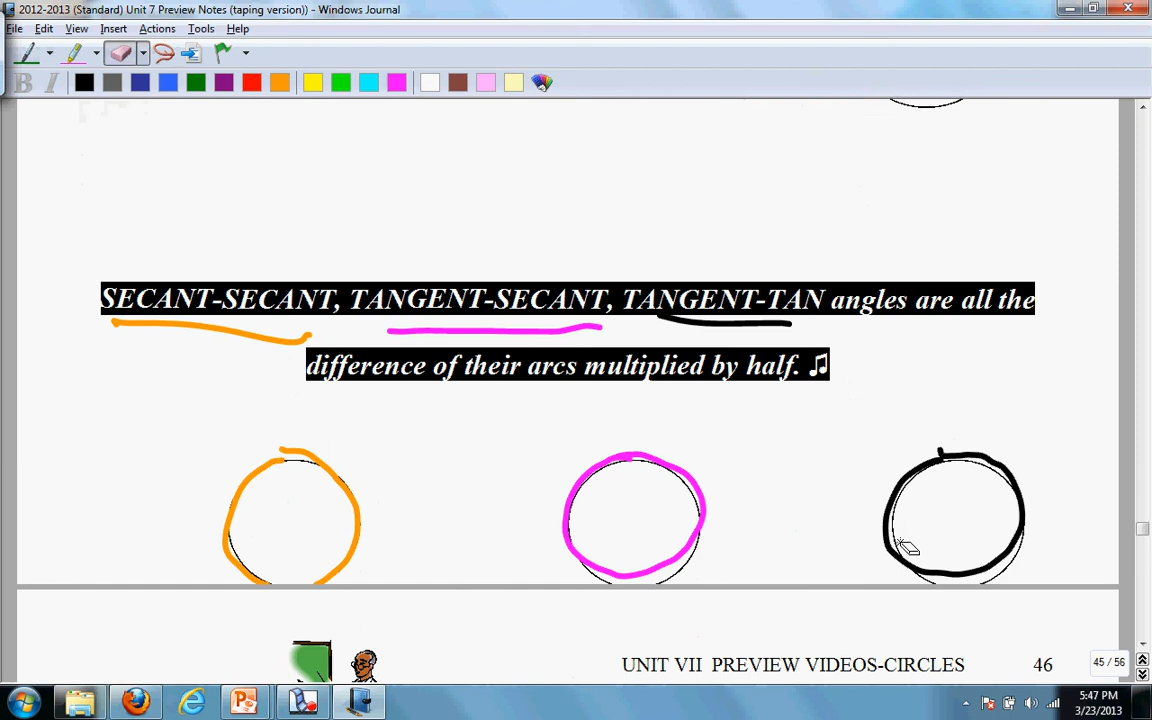 2012-2013 (Standard) Unit 7 Preview Notes (taping version)) - Windows Journal
File Edit View Insert Actions Tools Help
B I
SECANT-SECANT, TANGENT-SECANT, TANGENT-TAN angles are all the
difference of their arcs multiplied by half. ♫
UNIT VII PREVIEW VIDEOS-CIRCLES 46
45 / 56
5:47 PM
3/23/2013